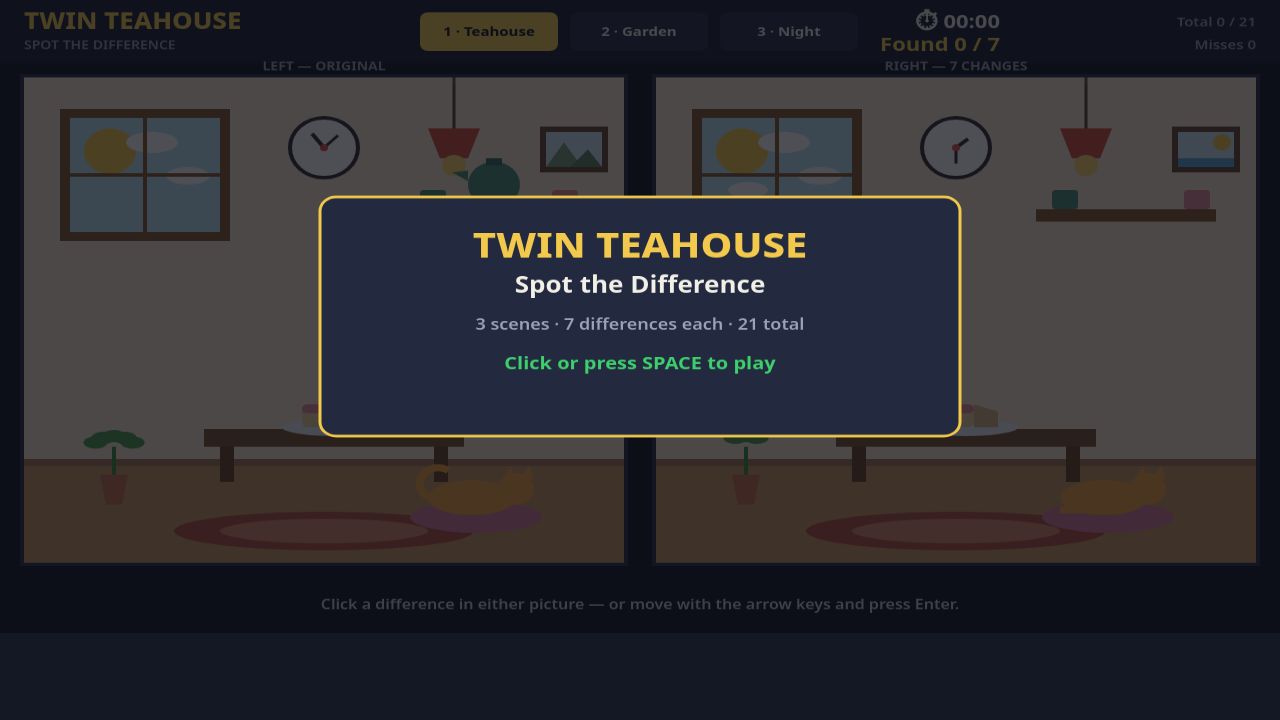 TWIN TEAHOUSE
SPOT THE DIFFERENCE
1 · Teahouse
2 · Garden
3 · Night
⏱ 00:00
Found 0 / 7
Total 0 / 21
Misses 0
LEFT — ORIGINAL
RIGHT — 7 CHANGES
TWIN TEAHOUSE
Spot the Difference
3 scenes · 7 differences each · 21 total
Click or press SPACE to play
Click a difference in either picture — or move with the arrow keys and press Enter.